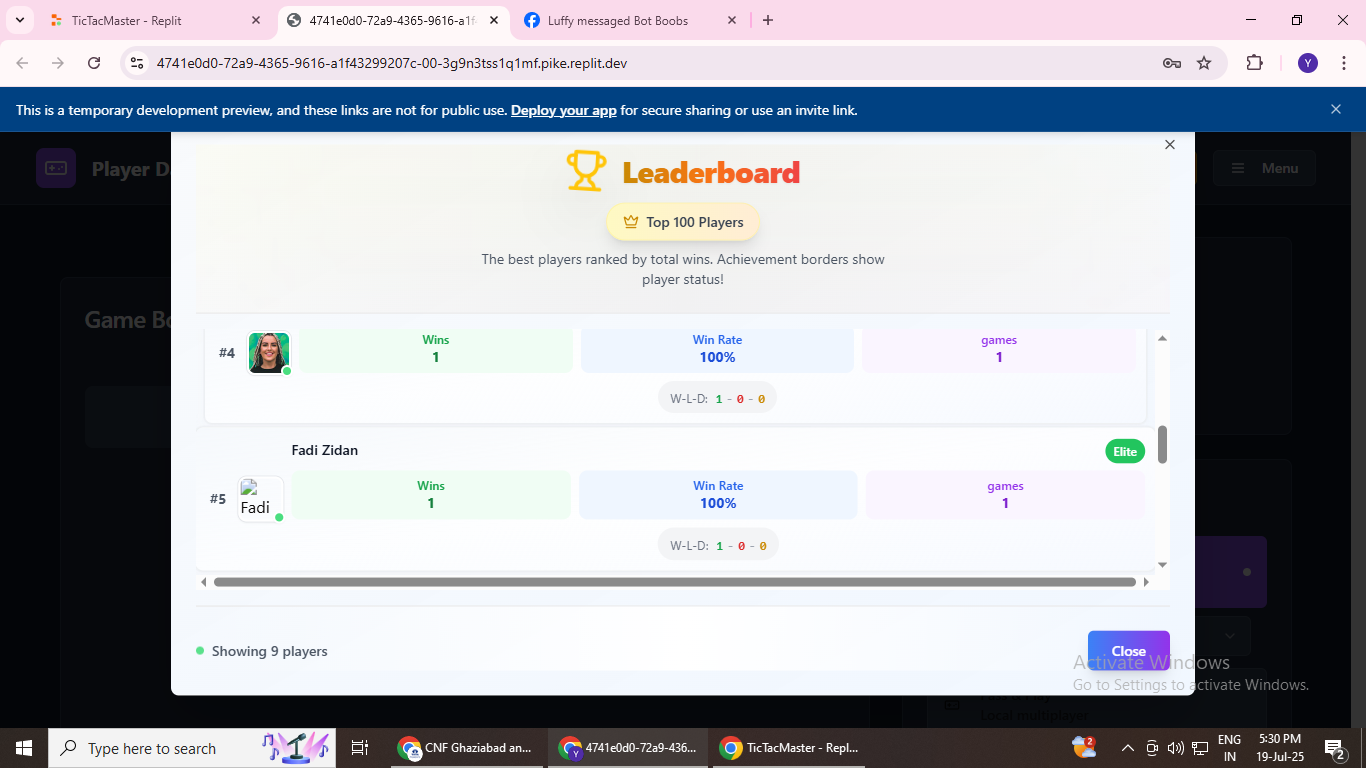 TicTacMaster - Replit
4741e0d0-72a9-4365-9616-a1f
Luffy messaged Bot Boobs
4741e0d0-72a9-4365-9616-a1f43299207c-00-3g9n3tss1q1mf.pike.replit.dev
Y
This is a temporary development preview, and these links are not for public use. Deploy your app for secure sharing or use an invite link.
Player D
Menu
Leaderboard
Top 100 Players
The best players ranked by total wins. Achievement borders show
player status!
Game Bo
#4
Wins
1
Win Rate
100%
games
1
W-L-D: 1 - 0 - 0
Fadi Zidan
Elite
#5
Fadi
Wins
1
Win Rate
100%
games
1
W-L-D: 1 - 0 - 0
Showing 9 players
Close
Activate Windows
Go to Settings to activate Windows.
Local multiplayer
Type here to search
CNF Ghaziabad an...
4741e0d0-72a9-436...
TicTacMaster - Repl...
2
ENG
IN
5:30 PM
19-Jul-25
2